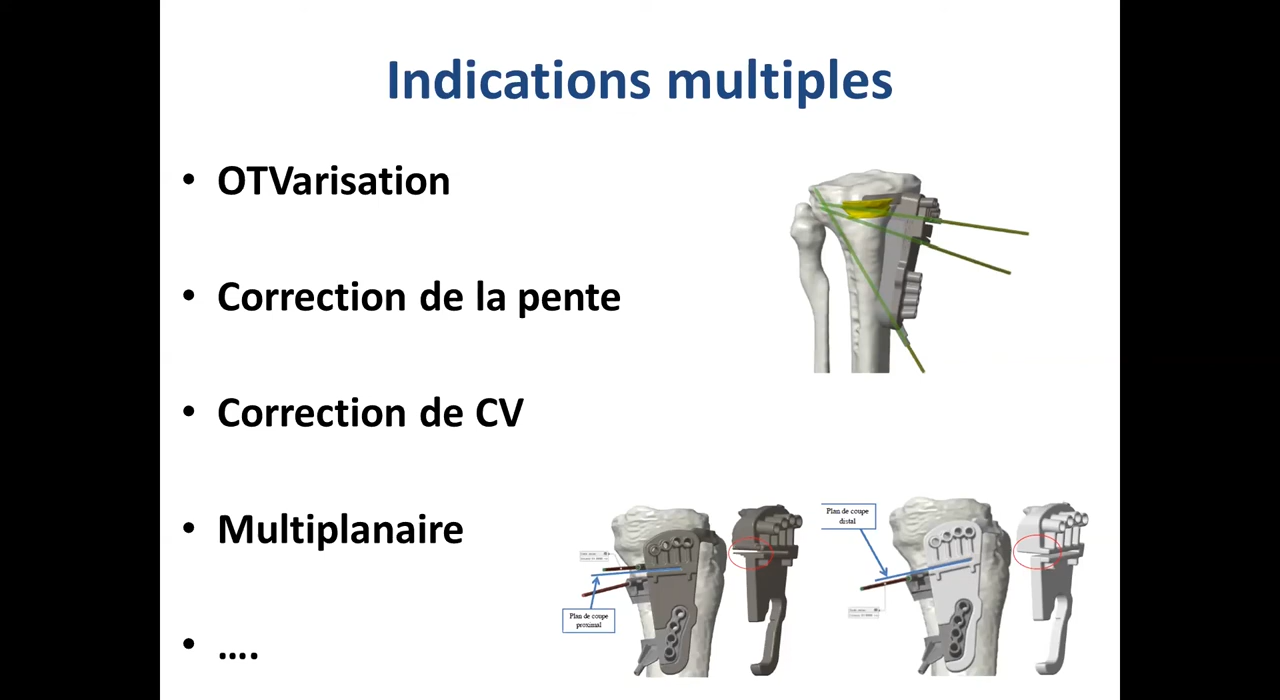 Indications multiples
• OTVarisation
• Correction de la pente
• Correction de CV
• Multiplanaire
• ….
Plan de coupe
proximal
Plan de coupe
distal